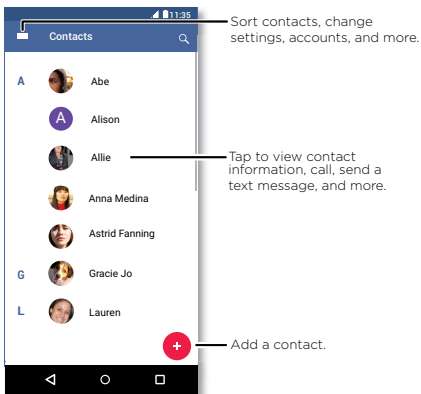 11:35
Contacts
Sort contacts, change
settings, accounts, and more.
A
Abe
A
Alison
Allie
Tap to view contact
information, call, send a
text message, and more.
Anna Medina
Astrid Fanning
G
Gracie Jo
L
Lauren
Add a contact.